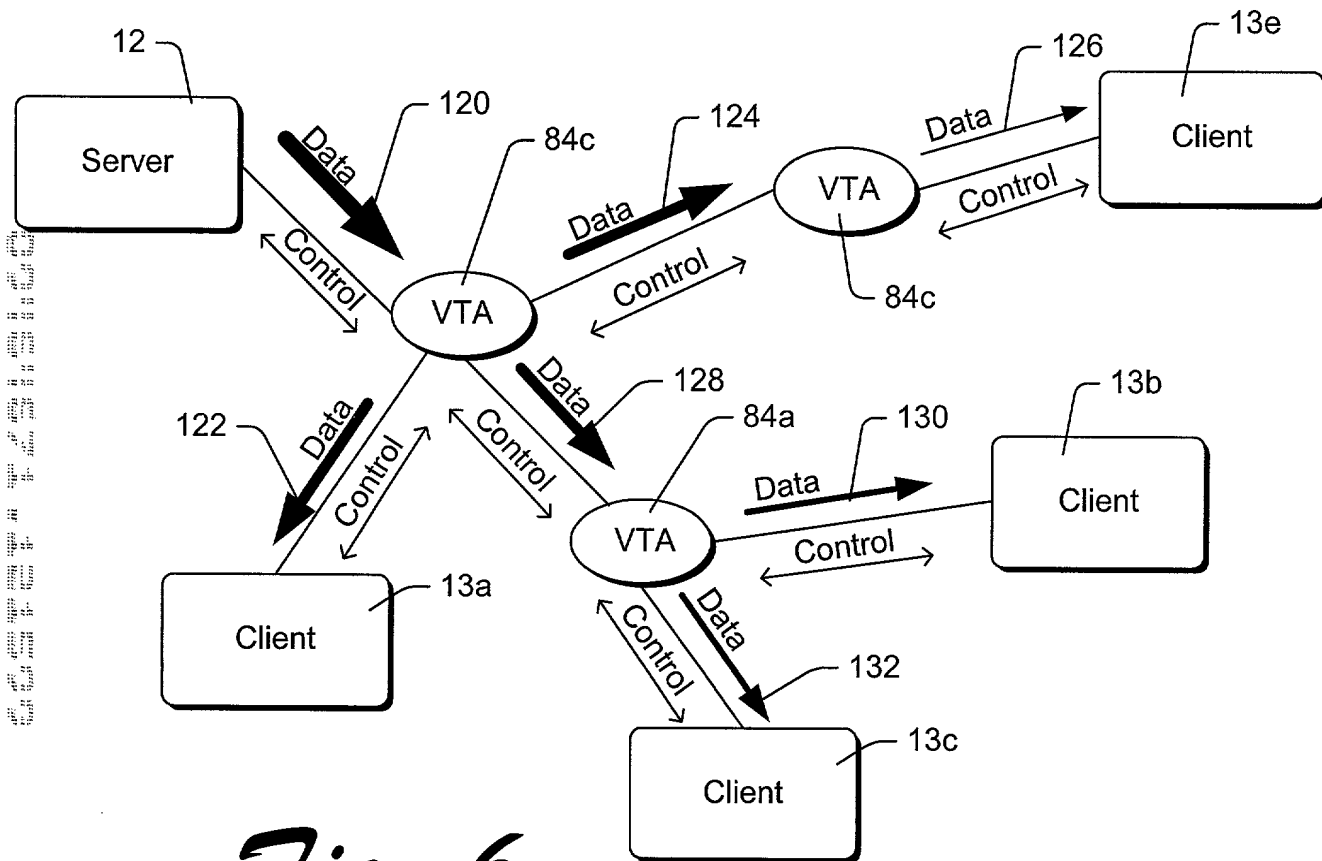 12
Server
Data
120
Control
84c
VTA
Data
124
Control
VTA
84c
Data
126
Control
13e
Client
122
Data
Control
13a
Client
Data
128
Control
84a
VTA
Data
130
Control
13b
Client
Data
132
Control
13c
Client
Fig. 6